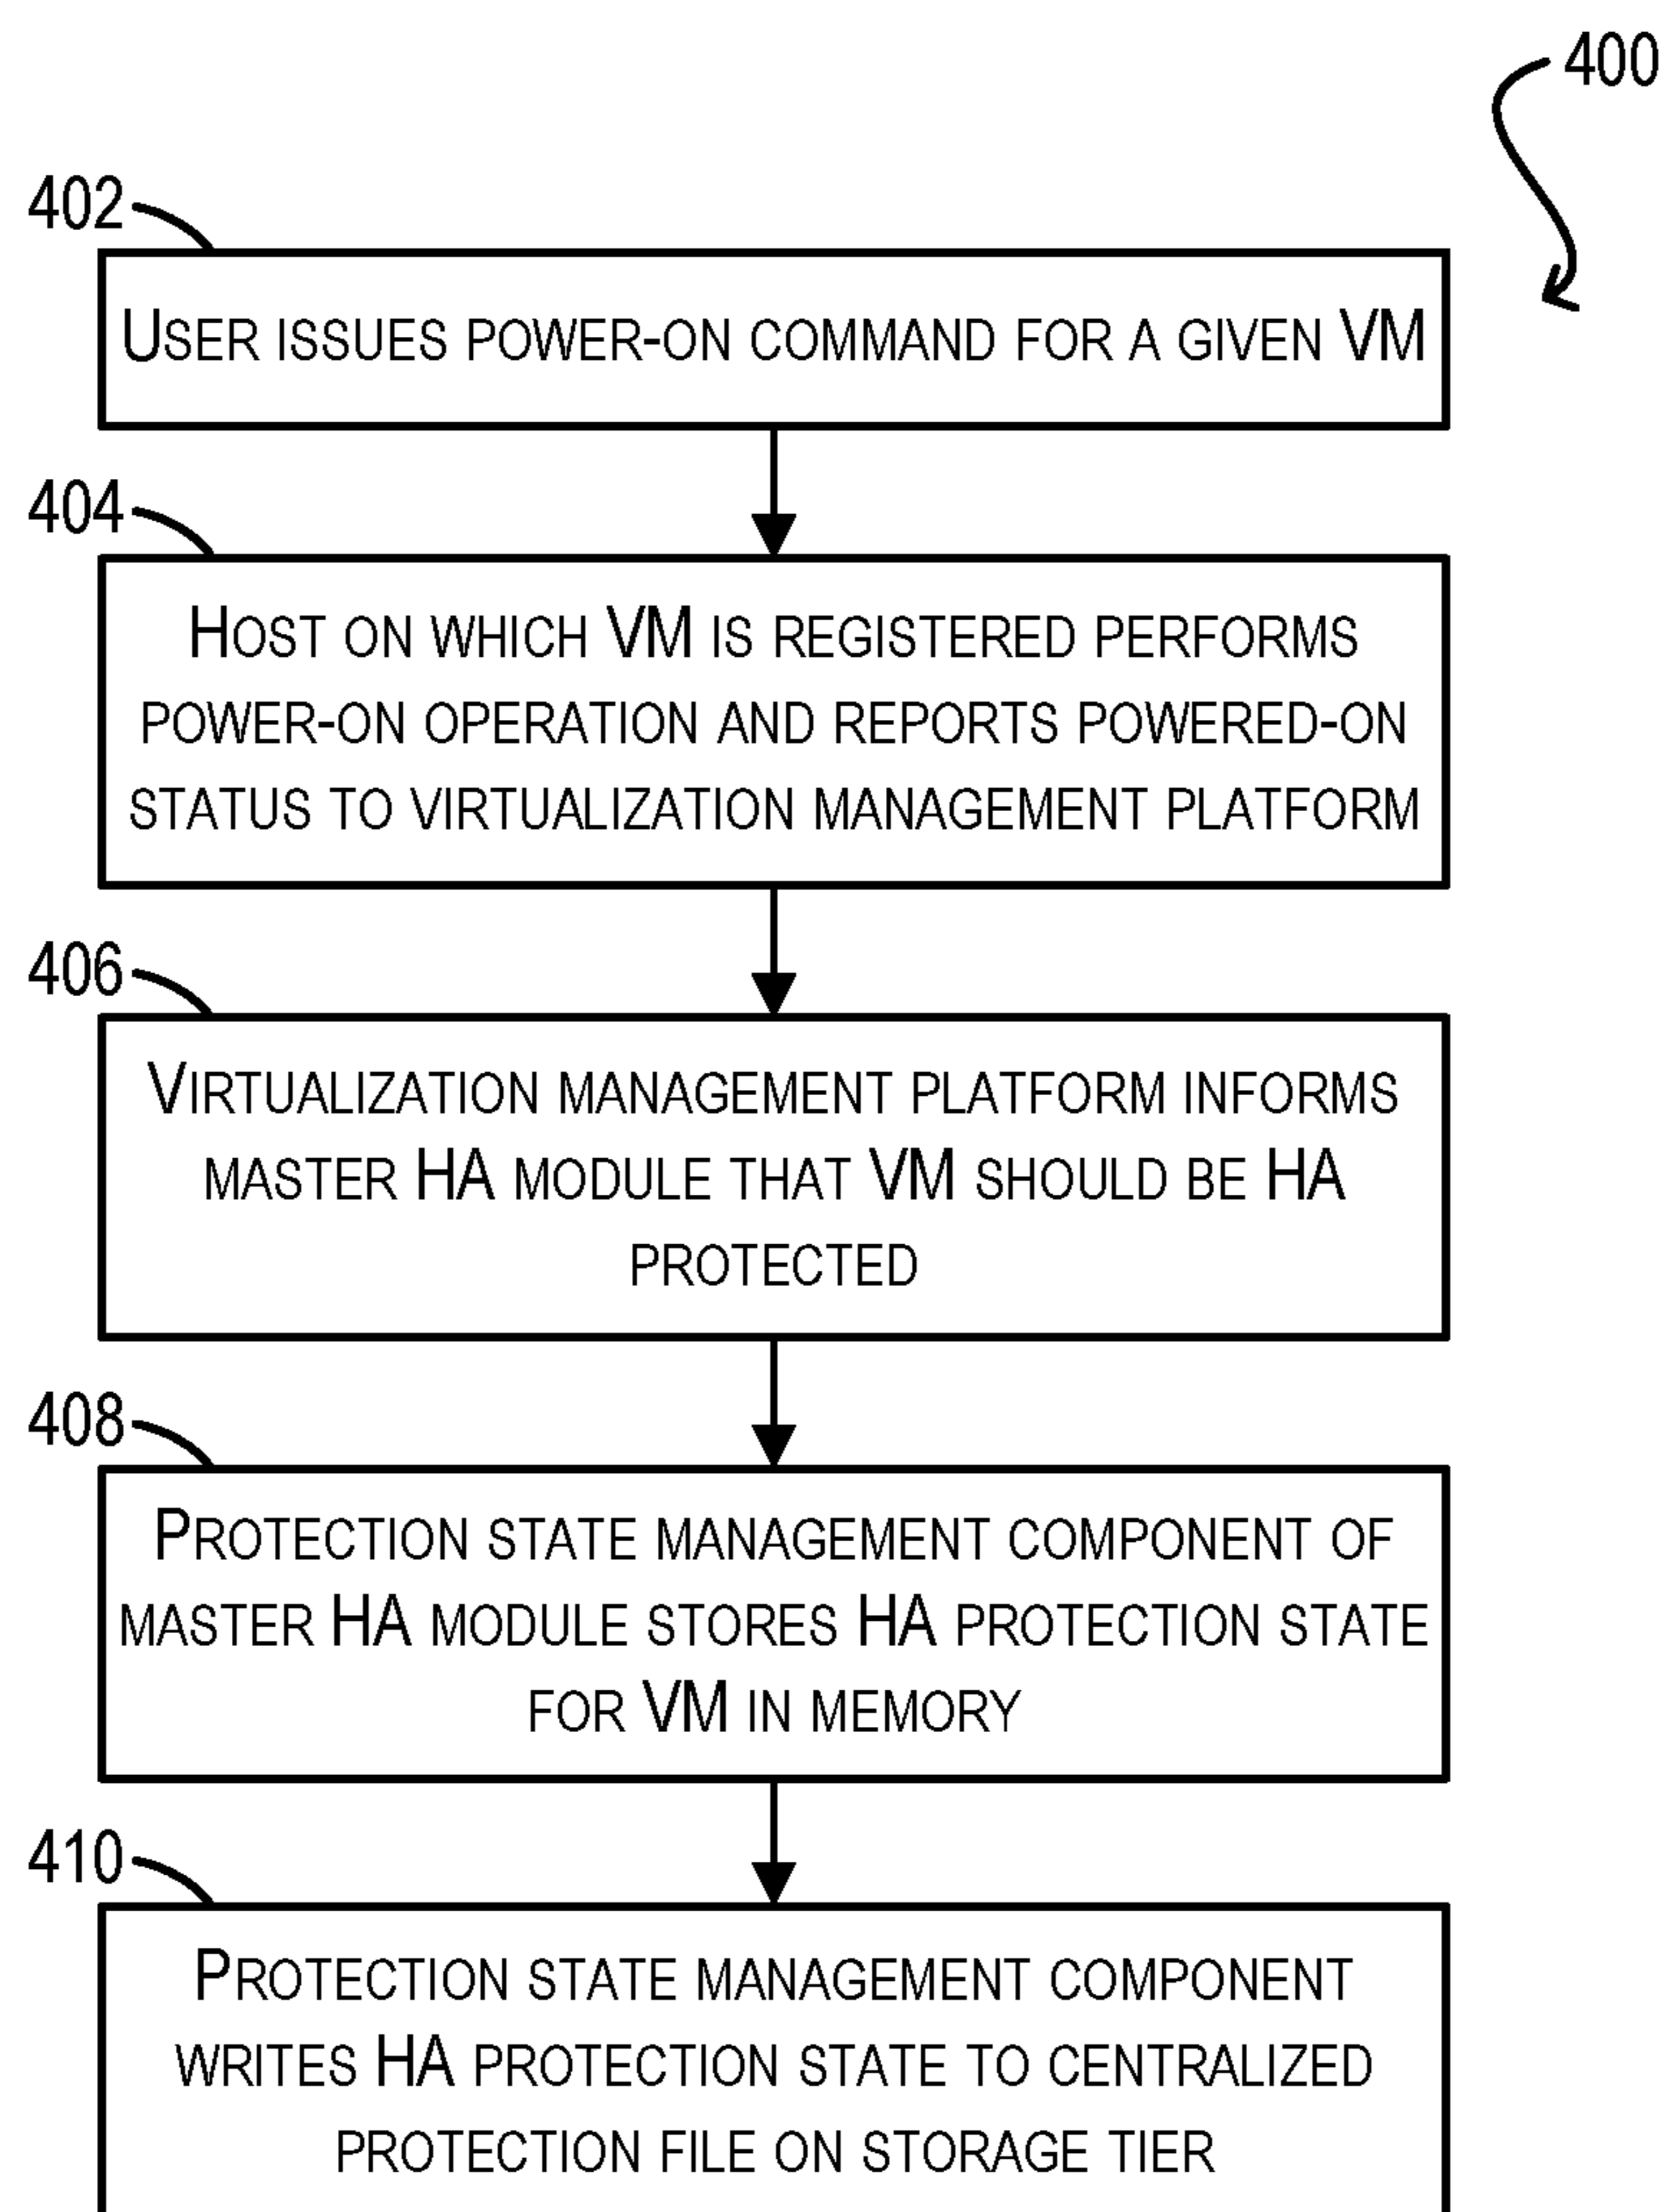 400
402
User issues power-on command for a given VM
404
Host on which VM is registered performs
power-on operation and reports powered-on
status to virtualization management platform
406
Virtualization management platform informs
master HA module that VM should be HA
protected
408
Protection state management component of
master HA module stores HA protection state
for VM in memory
410
Protection state management component
writes HA protection state to centralized
protection file on storage tier